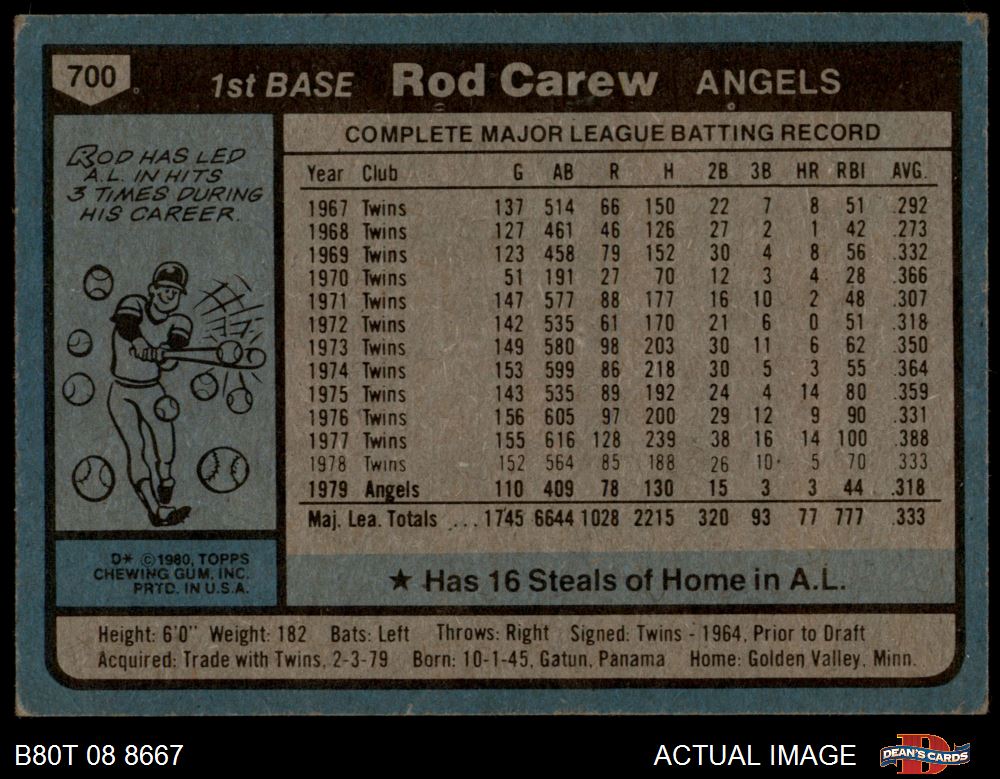 700
1st BASE Rod Carew ANGELS
ROD HAS LED
A.L. IN HITS
3 TIMES DURING
HIS CAREER.
COMPLETE MAJOR LEAGUE BATTING RECORD
Year Club G AB R H 2B 3B HR RBI AVG.
1967 Twins 137 514 66 150 22 7 8 51 .292
1968 Twins 127 461 46 126 27 2 1 42 .273
1969 Twins 123 458 79 152 30 4 8 56 .332
1970 Twins 51 191 27 70 12 3 4 28 .366
1971 Twins 147 577 88 177 16 10 2 48 .307
1972 Twins 142 535 61 170 21 6 0 51 .318
1973 Twins 149 580 98 203 30 11 6 62 .350
1974 Twins 153 599 86 218 30 5 3 55 .364
1975 Twins 143 535 89 192 24 4 14 80 .359
1976 Twins 156 605 97 200 29 12 9 90 .331
1977 Twins 155 616 128 239 38 16 14 100 .388
1978 Twins 152 564 85 188 26 10 5 70 .333
1979 Angels 110 409 78 130 15 3 3 44 .318
Maj. Lea. Totals ... 1745 6644 1028 2215 320 93 77 777 .333
D* © 1980, TOPPS
CHEWING GUM, INC.
PRTD. IN U.S.A.
★ Has 16 Steals of Home in A.L.
Height: 6'0" Weight: 182 Bats: Left Throws: Right Signed: Twins - 1964, Prior to Draft
Acquired: Trade with Twins, 2-3-79 Born: 10-1-45, Gatun, Panama Home: Golden Valley, Minn.
B80T 08 8667
ACTUAL IMAGE
DEAN'S CARDS